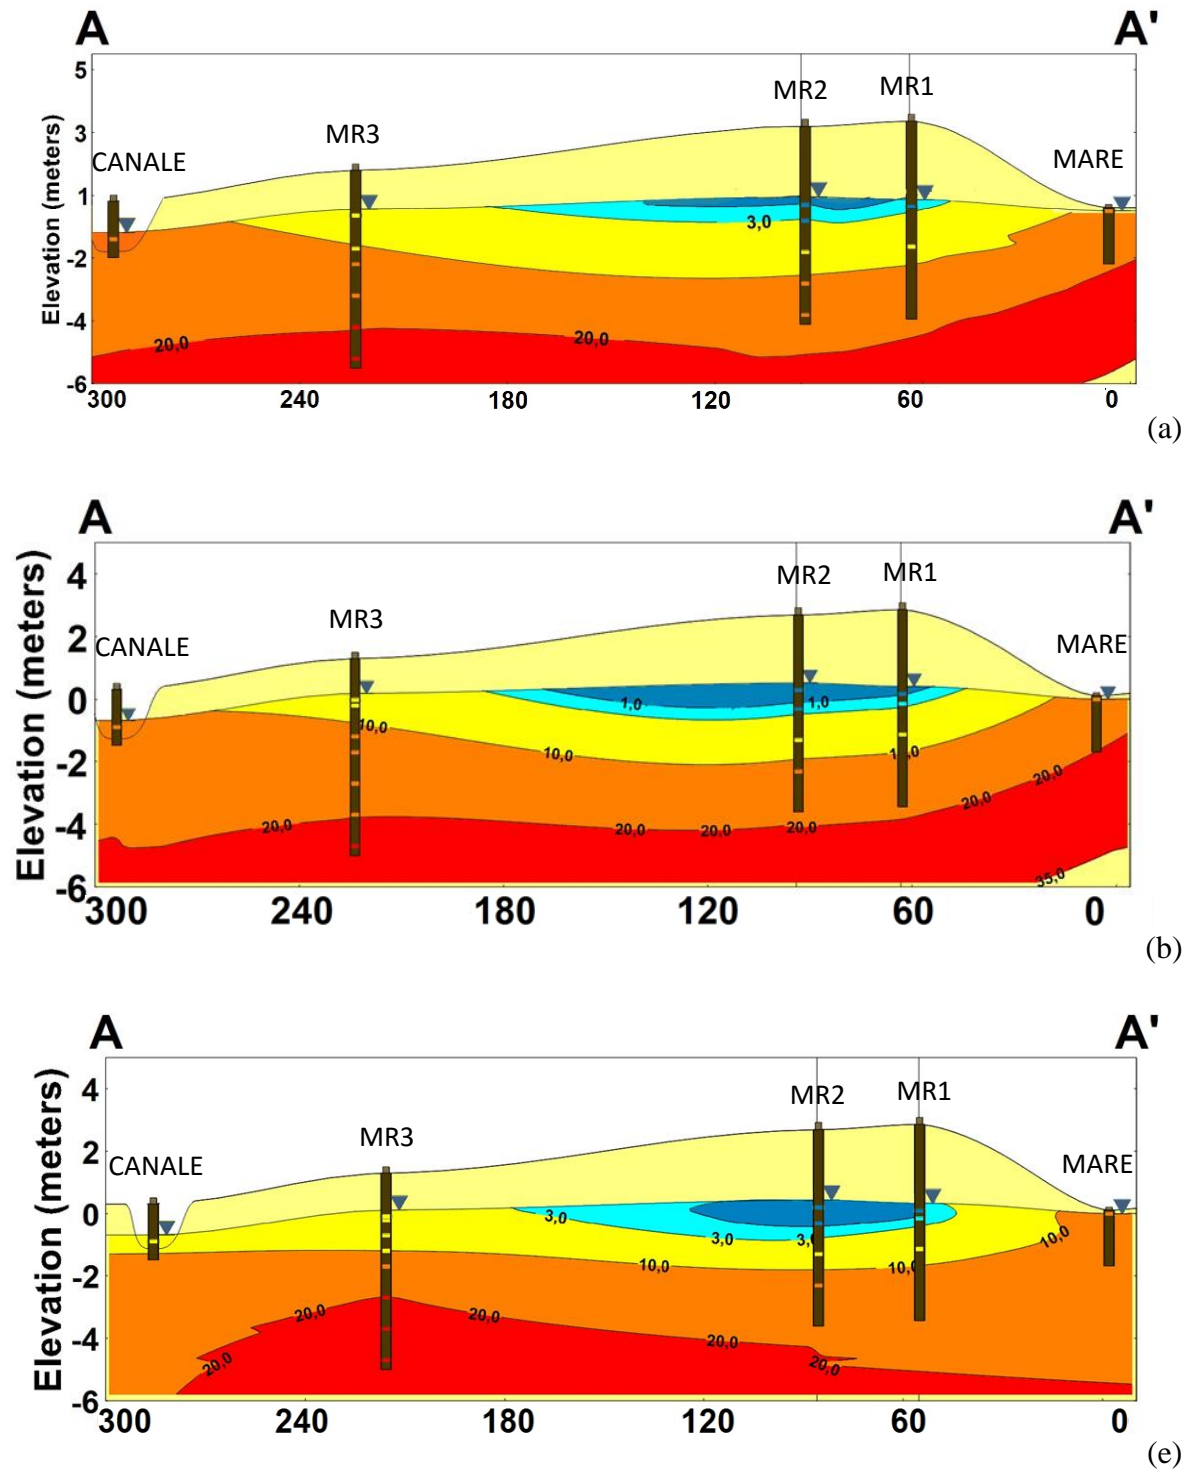 A A'
5
MR2 MR1
3
MR3
CANALE MARE
1
3,0
-2
Elevation (meters)
-4
20,0 20,0
-6
300 240 180 120 60 0
(a)
A A'
4
MR2 MR1
2
MR3
CANALE MARE
0
1,0 1,0
10,0
10,0
-2
20,0
20,0
Elevation (meters)
-4
20,0 20,0 20,0 20,0
-6
35,0
300 240 180 120 60 0
(b)
A A'
4
MR2 MR1
MR3
2
CANALE MARE
0
3,0
3,0
10,0
10,0
-2
Elevation (meters)
20,0 20,0
-4
20,0
20,0 20,0
-6
300 240 180 120 60 0
(e)